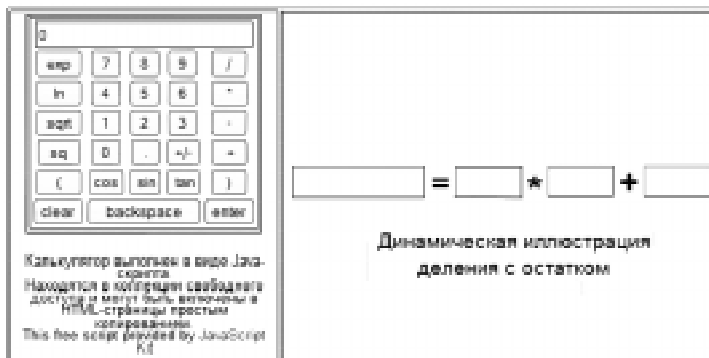 0
exp 7 8 9 /
ln 4 5 6 *
sqrt 1 2 3 -
sq 0 . +/- +
( cos sin tan )
clear backspace enter
Калькулятор выполнен в виде Java-
скрипта
Находятся в коллекции свободного
доступа и могут быть включены в
HTML-страницы простым
копированием.
This free script provided by JavaScript
Kit
= * +
Динамическая иллюстрация
деления с остатком